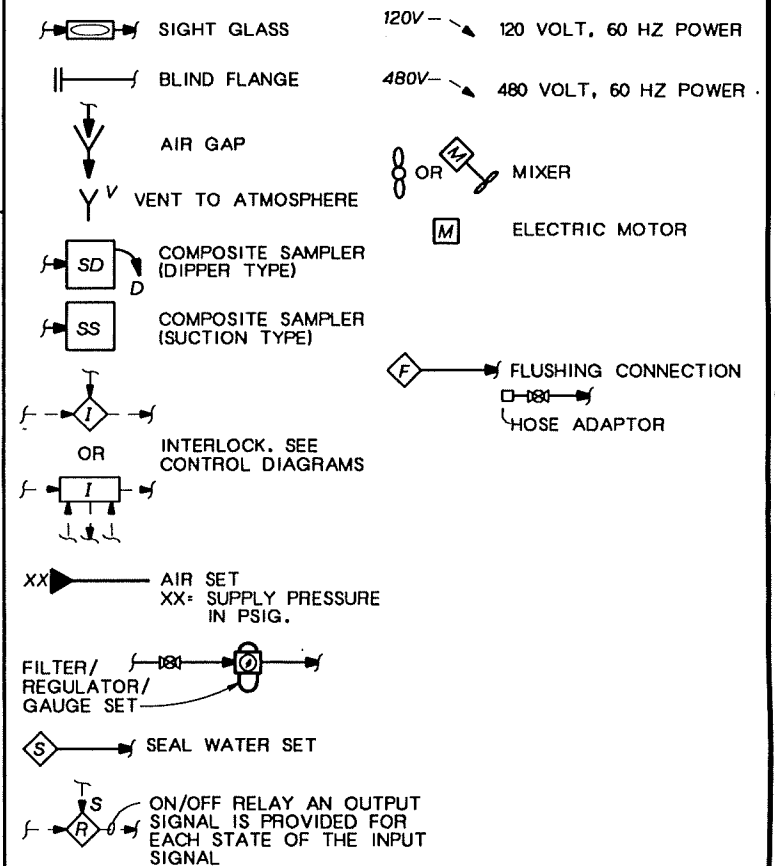 SIGHT GLASS
BLIND FLANGE
AIR GAP
V
VENT TO ATMOSPHERE
SD
D
COMPOSITE SAMPLER
(DIPPER TYPE)
SS
COMPOSITE SAMPLER
(SUCTION TYPE)
I
OR
I
INTERLOCK. SEE
CONTROL DIAGRAMS
XX
AIR SET
XX= SUPPLY PRESSURE
IN PSIG.
FILTER/
REGULATOR/
GAUGE SET
S
SEAL WATER SET
S
R
ON/OFF RELAY AN OUTPUT
SIGNAL IS PROVIDED FOR
EACH STATE OF THE INPUT
SIGNAL
120V
120 VOLT, 60 HZ POWER
480V
480 VOLT, 60 HZ POWER
OR
M
MIXER
M
ELECTRIC MOTOR
F
FLUSHING CONNECTION
HOSE ADAPTOR